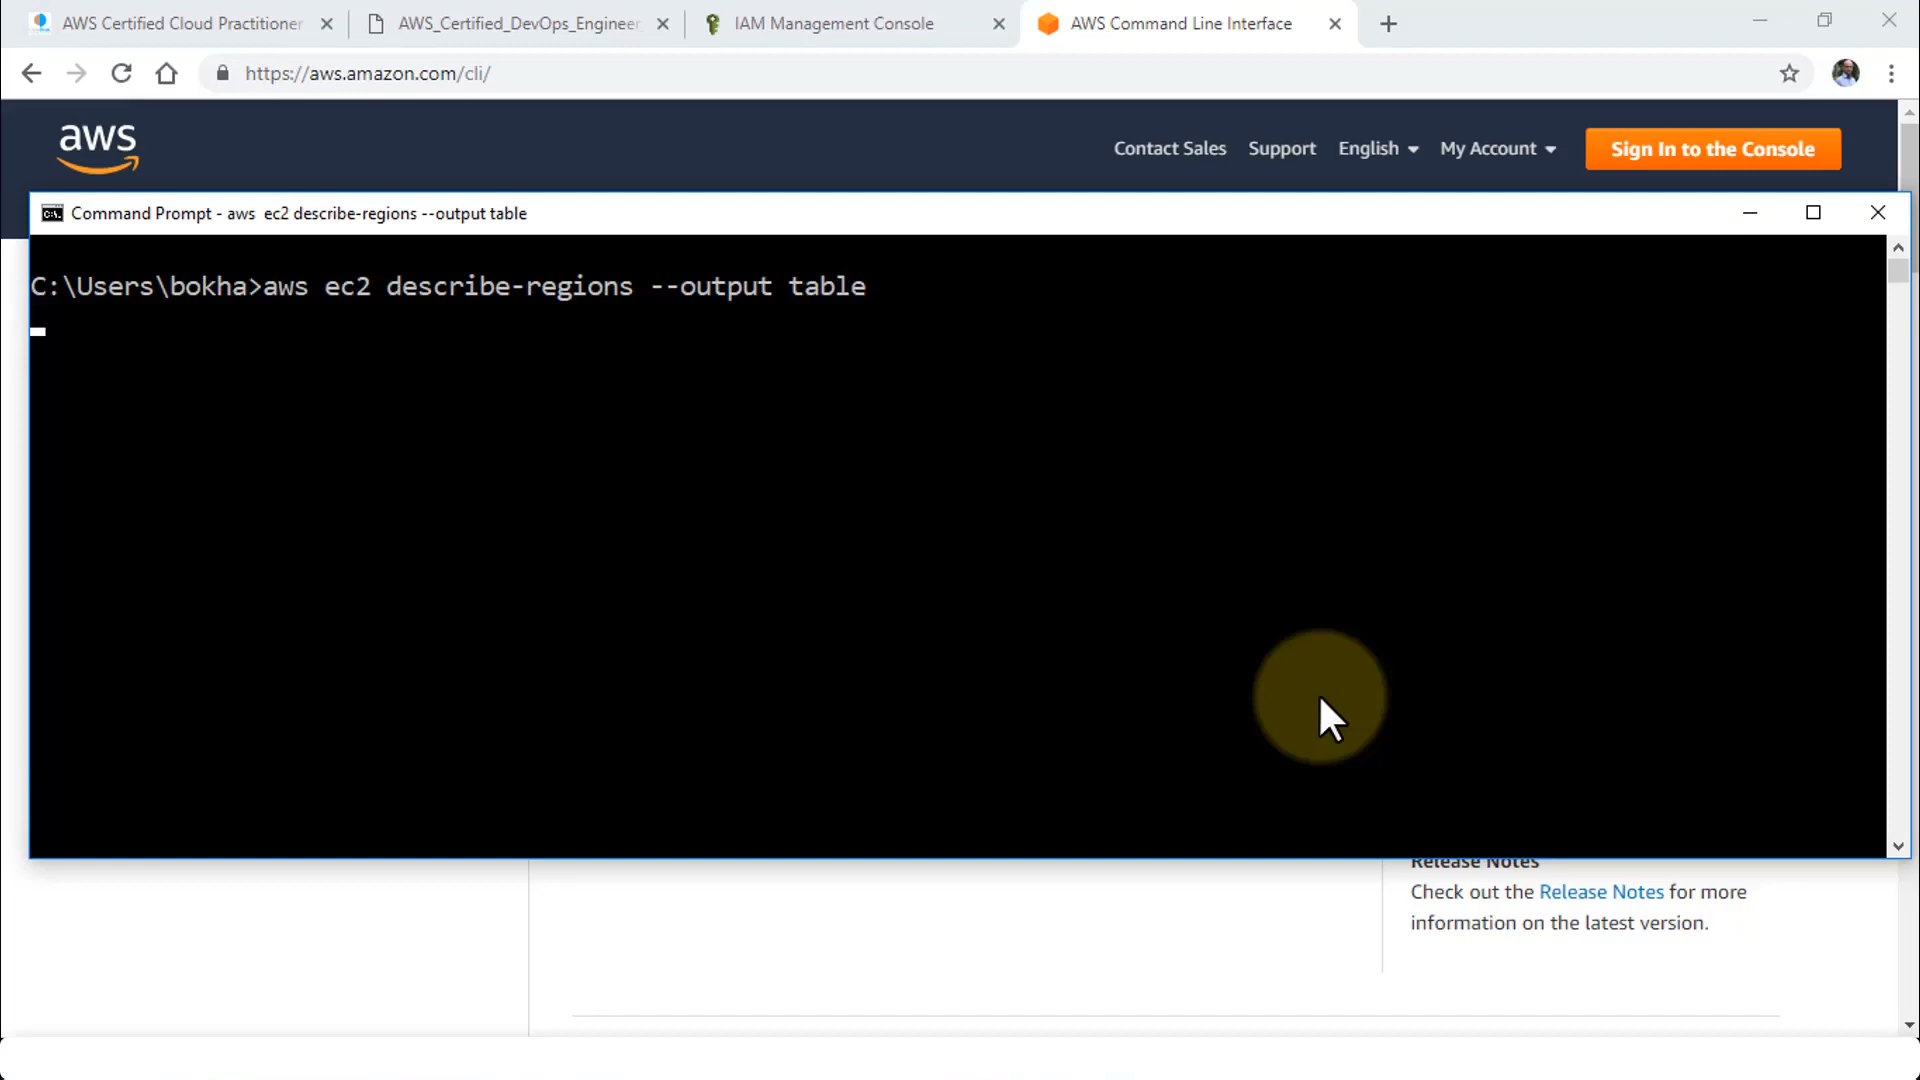 AWS Certified Cloud Practitioner
AWS_Certified_DevOps_Engineer
IAM Management Console
AWS Command Line Interface
https://aws.amazon.com/cli/
aws
Contact Sales
Support
English
My Account
Sign In to the Console
Command Prompt - aws  ec2 describe-regions --output table
C:\Users\bokha>aws ec2 describe-regions --output table
Release Notes
Check out the Release Notes for more
information on the latest version.